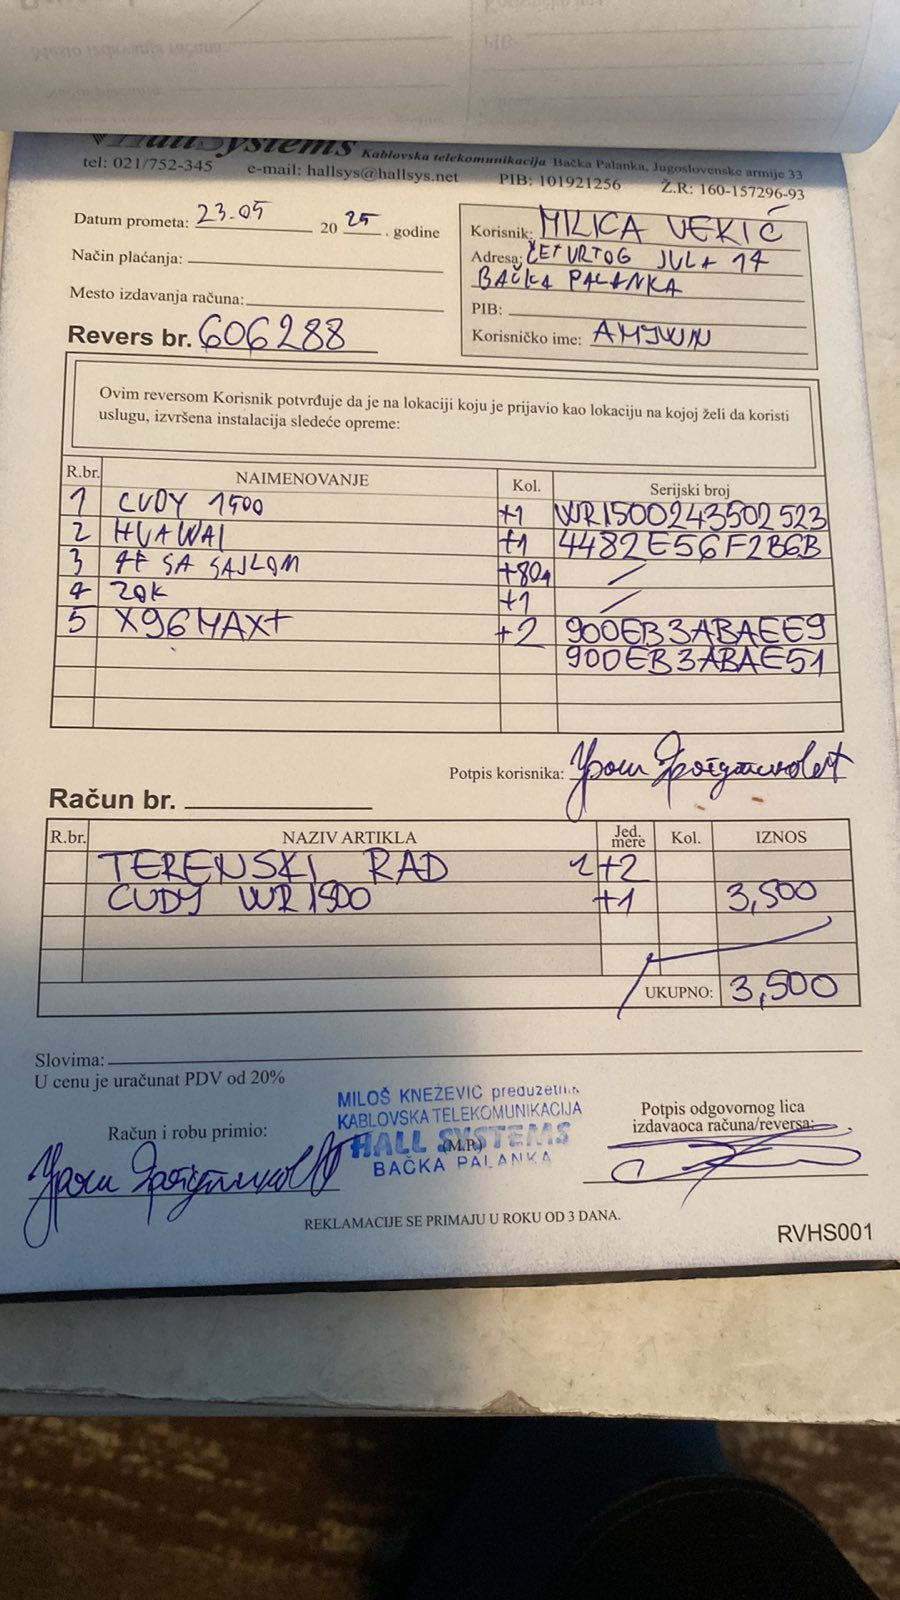 HallSystems Kablovska telekomunikacija Bačka Palanka, Jugoslovenske armije 33
tel: 021/752-345 e-mail: hallsys@hallsys.net PIB: 101921256 Ž.R: 160-157296-93
Datum prometa: 23.05 2025. godine
Način plaćanja:
Mesto izdavanja računa:
Revers br. 606288
Korisnik: MILICA VEKIĆ
Adresa: ČETVRTOG JULA 14
BAČKA PALANKA
PIB:
Korisničko ime:
Ovim reversom Korisnik potvrđuje da je na lokaciji koju je prijavio kao lokaciju na kojoj želi da koristi
uslugu, izvršena instalacija sledeće opreme:
R.br. NAIMENOVANJE Kol. Serijski broj
1 CUDY 1500 +1 WR1500243502523
2 HUAWAI +1 4482E56F2B6B
3 SA SAJLOM
4 +1
5 X96MAX+ +2 900EB3ABAEE9
900EB3ABAE51
Potpis korisnika:
Račun br.
R.br. NAZIV ARTIKLA Jed. mere Kol. IZNOS
TERENSKI RAD 1+2
CUDY WR1500 +1 3,500
UKUPNO: 3,500
Slovima:
U cenu je uračunat PDV od 20%
Račun i robu primio:
MILOŠ KNEŽEVIĆ preduzetnik
KABLOVSKA TELEKOMUNIKACIJA
HALL SYSTEMS
(M.P.)
BAČKA PALANKA
Potpis odgovornog lica
izdavaoca računa/reversa:
REKLAMACIJE SE PRIMAJU U ROKU OD 3 DANA.
RVHS001